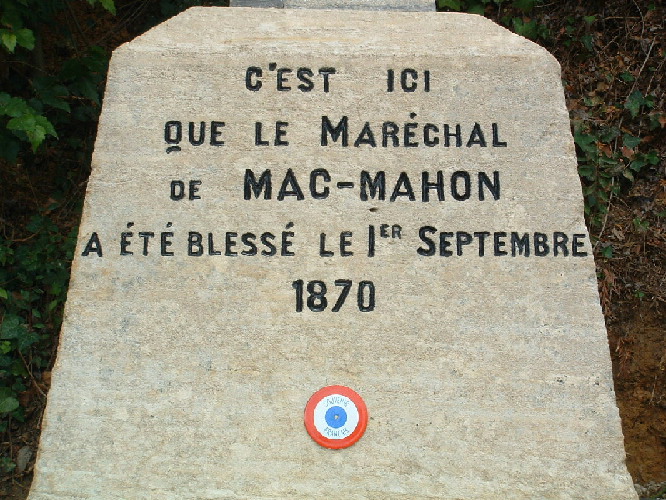 C'EST ICI
QUE LE MARÉCHAL
DE MAC-MAHON
A ÉTÉ BLESSÉ LE 1ER SEPTEMBRE
1870